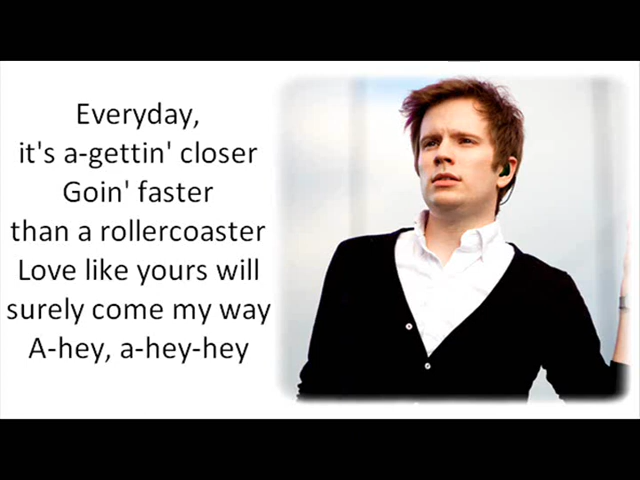 Everyday,
it's a-gettin' closer
Goin' faster
than a rollercoaster
Love like yours will
surely come my way
A-hey, a-hey-hey